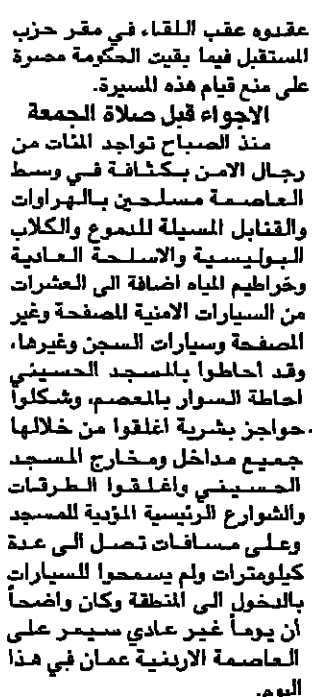 عقدوه عقب اللقاء في مقر حزب
المستقبل فيما بقيت الحكومة مصرة
على منع قيام هذه المسيرة.
الاجواء قبل صلاة الجمعة
منذ الصباح تواجد المئات من
رجال الامن بكثافة في وسط
العاصمة مسلحين بالهراوات
والقنابل المسيلة للدموع والكلاب
البوليسية والاسلحة العادية
وخراطيم المياه اضافة الى العشرات
من السيارات الامنية المصفحة وغير
المصفحة وسيارات السجن وغيرها،
وقد احاطوا بالمسجد الحسيني
احاطة السوار بالمعصم، وشكلوا
حواجز بشرية اغلقوا من خلالها
جميع مداخل ومخارج المسجد
الحسيني واغلقوا الطرقات
والشوارع الرئيسية المؤدية للمسجد
وعلى مسافات تصل الى عدة
كيلومترات ولم يسمحوا للسيارات
بالدخول الى المنطقة وكان واضحاً
أن يوماً غير عادي سيمر على
العاصمة الاردنية عمان في هذا
اليوم.